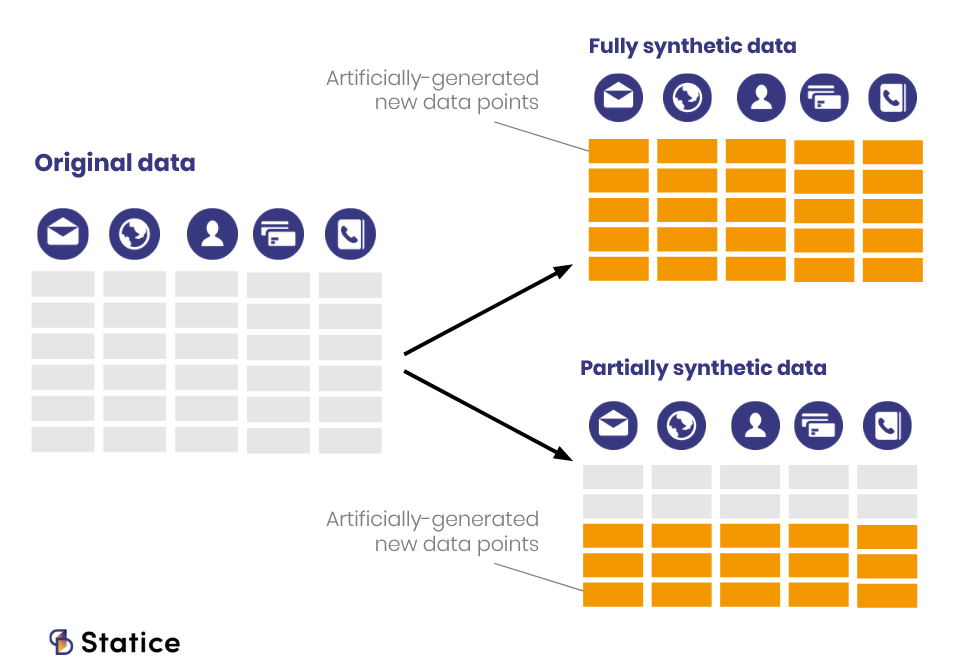 Fully synthetic data
Artificially-generated
new data points
Original data
Partially synthetic data
Artificially-generated
new data points
Statice